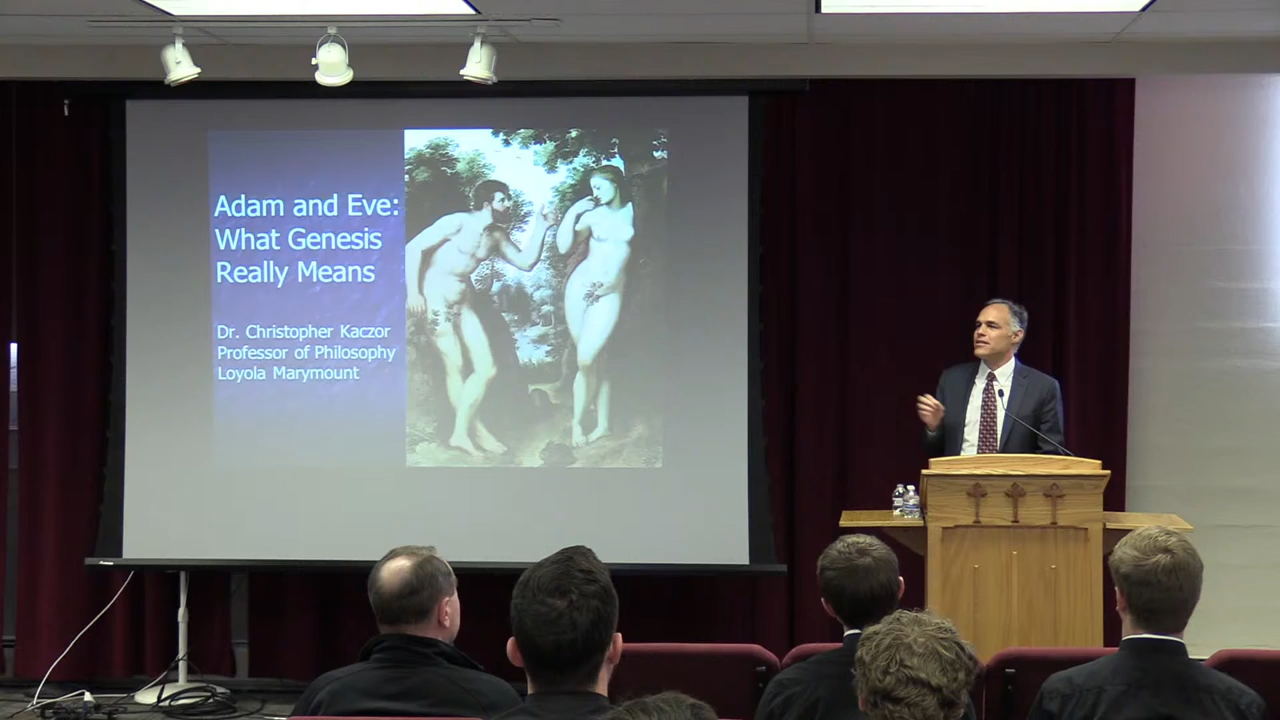 Adam and Eve:
What Genesis
Really Means
Dr. Christopher Kaczor
Professor of Philosophy
Loyola Marymount